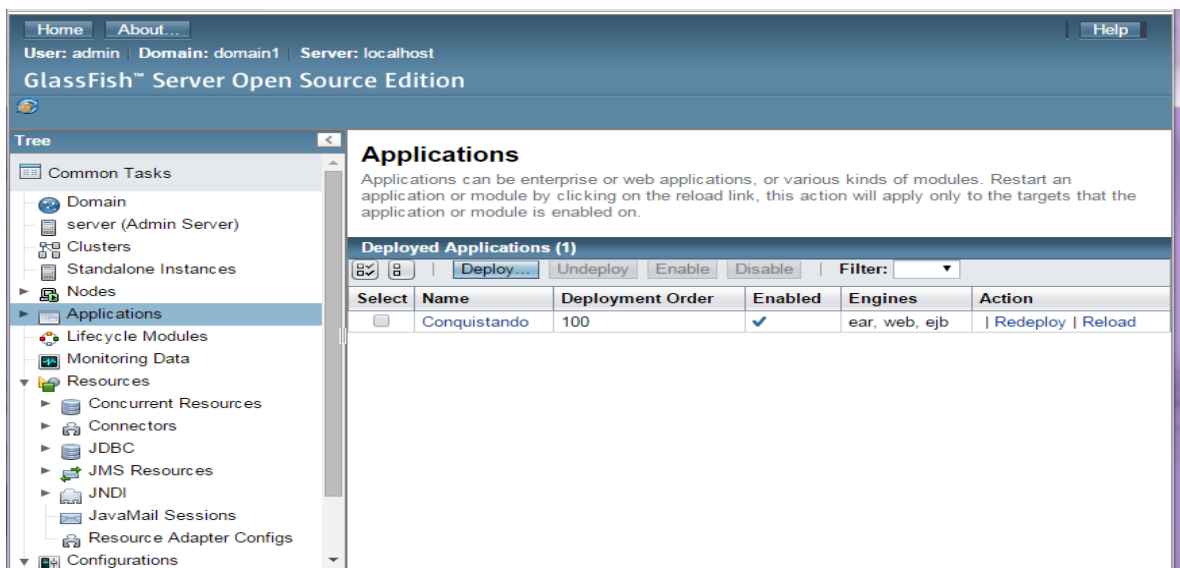 Home About... Help
User: admin Domain: domain1 Server: localhost
GlassFish™ Server Open Source Edition
Tree
Common Tasks
Domain
server (Admin Server)
Clusters
Standalone Instances
Nodes
Applications
Lifecycle Modules
Monitoring Data
Resources
Concurrent Resources
Connectors
JDBC
JMS Resources
JNDI
JavaMail Sessions
Resource Adapter Configs
Configurations
Applications
Applications can be enterprise or web applications, or various kinds of modules. Restart an
application or module by clicking on the reload link, this action will apply only to the targets that the
application or module is enabled on.
Deployed Applications (1)
Deploy... Undeploy Enable Disable Filter:
Select Name Deployment Order Enabled Engines Action
Conquistando 100 ear, web, ejb | Redeploy | Reload